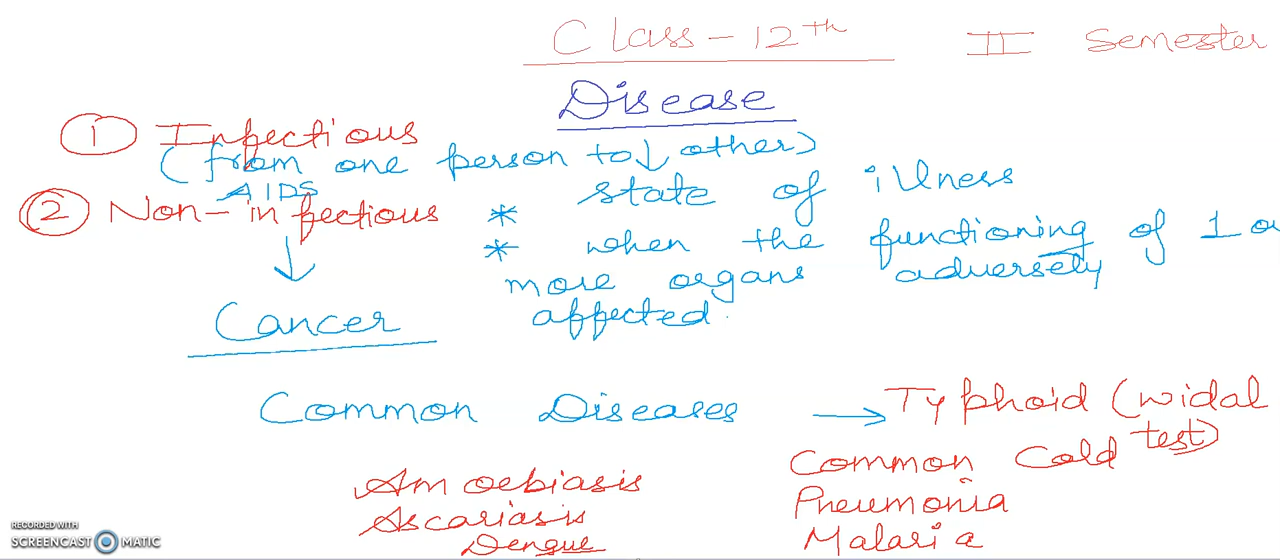 Class - 12th II Semester
Disease
① Infectious
(from one person to other)
AIDS
② Non-infectious
↓
Cancer
↓
* state of illness
* when the functioning of 1 or
more organs adversely
affected.
Common Diseases → Typhoid (widal
test)
Common Cold
Pneumonia
Malaria
Amoebiasis
Ascariasis
Dengue
RECORDED WITH
SCREENCAST MATIC